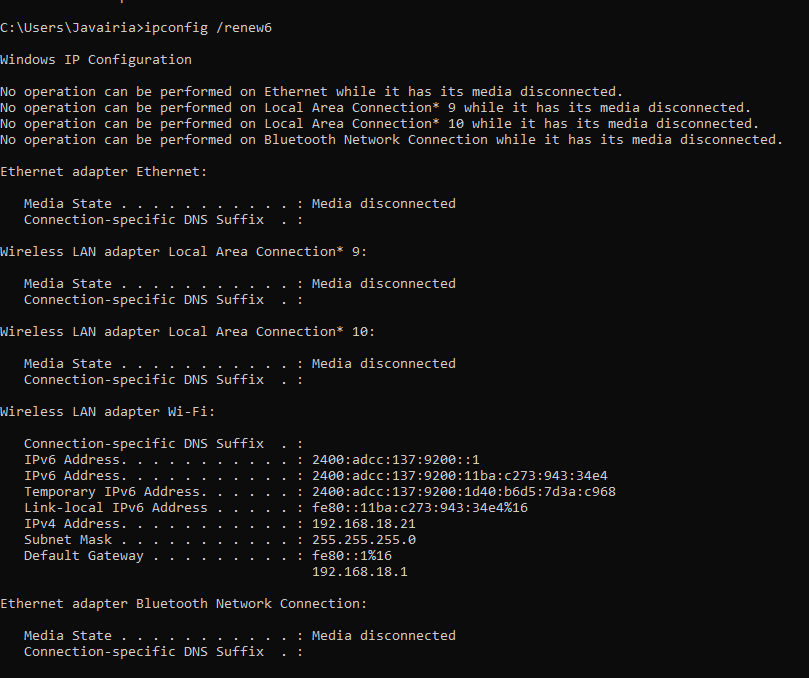 C:\Users\Javairia>ipconfig /renew6
Windows IP Configuration
No operation can be performed on Ethernet while it has its media disconnected.
No operation can be performed on Local Area Connection* 9 while it has its media disconnected.
No operation can be performed on Local Area Connection* 10 while it has its media disconnected.
No operation can be performed on Bluetooth Network Connection while it has its media disconnected.
Ethernet adapter Ethernet:
Media State . . . . . . . . . . . : Media disconnected
Connection-specific DNS Suffix  . :
Wireless LAN adapter Local Area Connection* 9:
Media State . . . . . . . . . . . : Media disconnected
Connection-specific DNS Suffix  . :
Wireless LAN adapter Local Area Connection* 10:
Media State . . . . . . . . . . . : Media disconnected
Connection-specific DNS Suffix  . :
Wireless LAN adapter Wi-Fi:
Connection-specific DNS Suffix  . :
IPv6 Address. . . . . . . . . . . : 2400:adcc:137:9200::1
IPv6 Address. . . . . . . . . . . : 2400:adcc:137:9200:11ba:c273:943:34e4
Temporary IPv6 Address. . . . . . : 2400:adcc:137:9200:1d40:b6d5:7d3a:c968
Link-local IPv6 Address . . . . . : fe80::11ba:c273:943:34e4%16
IPv4 Address. . . . . . . . . . . : 192.168.18.21
Subnet Mask . . . . . . . . . . . : 255.255.255.0
Default Gateway . . . . . . . . . : fe80::1%16
192.168.18.1
Ethernet adapter Bluetooth Network Connection:
Media State . . . . . . . . . . . : Media disconnected
Connection-specific DNS Suffix  . :